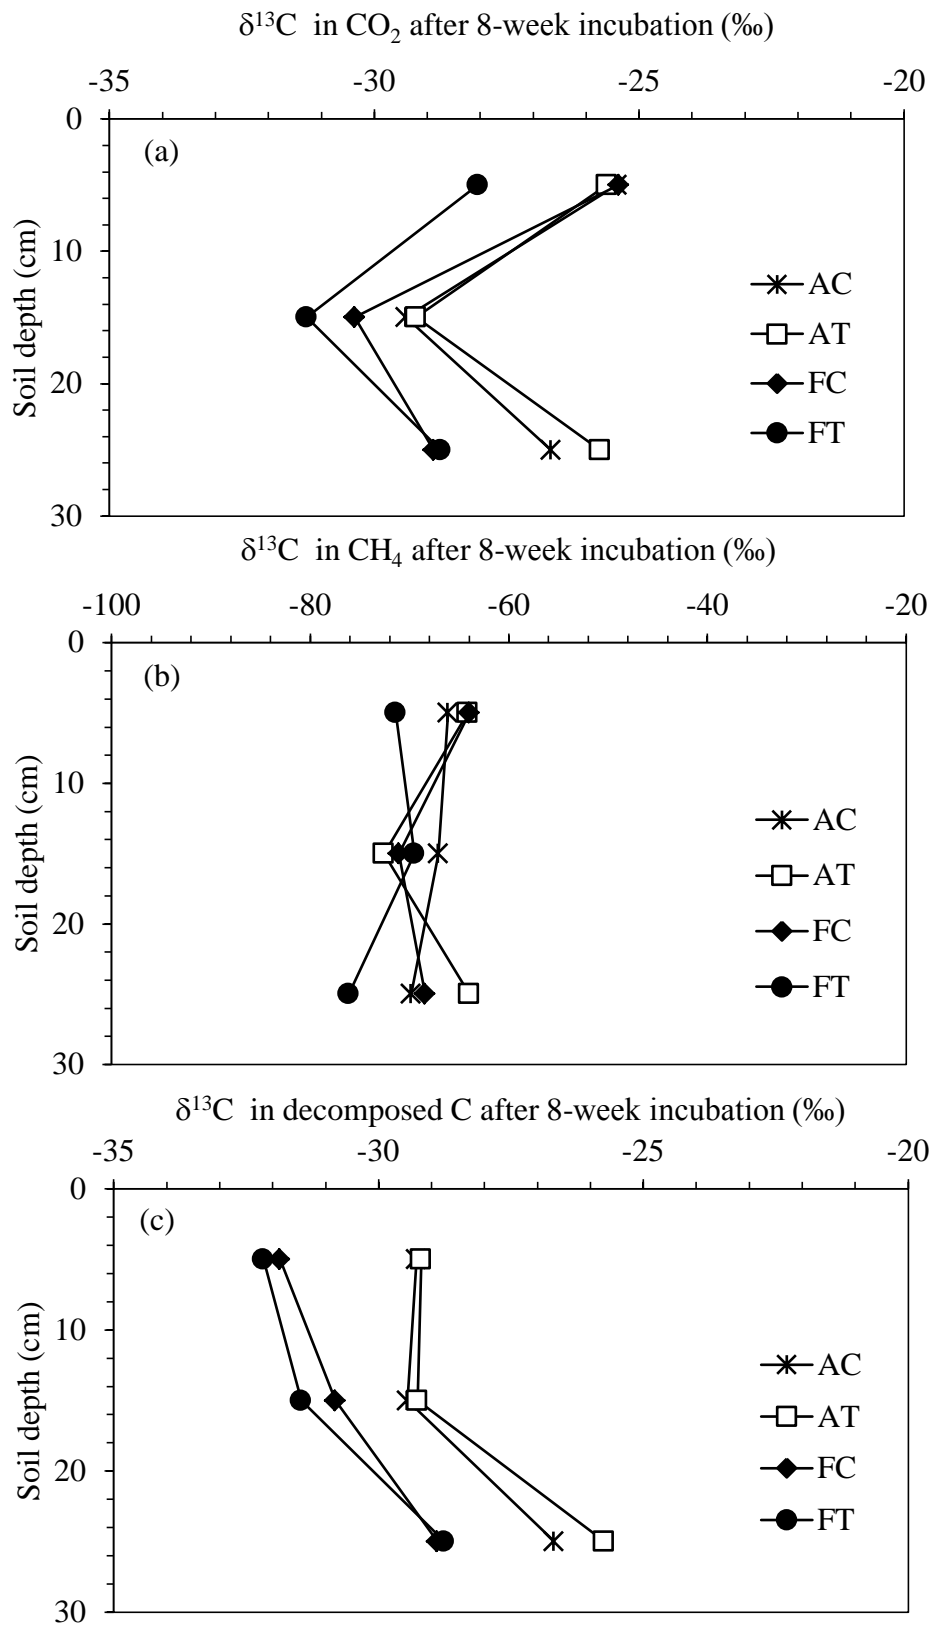 δ¹³C in CO₂ after 8-week incubation (‰)
-35 -30 -25 -20
0
(a)
10
AC
AT
20
FC
FT
30
Soil depth (cm)
δ¹³C in CH₄ after 8-week incubation (‰)
-100 -80 -60 -40 -20
0
(b)
10
AC
AT
20
FC
FT
30
Soil depth (cm)
δ¹³C in decomposed C after 8-week incubation (‰)
-35 -30 -25 -20
0
(c)
10
AC
AT
20
FC
FT
30
Soil depth (cm)